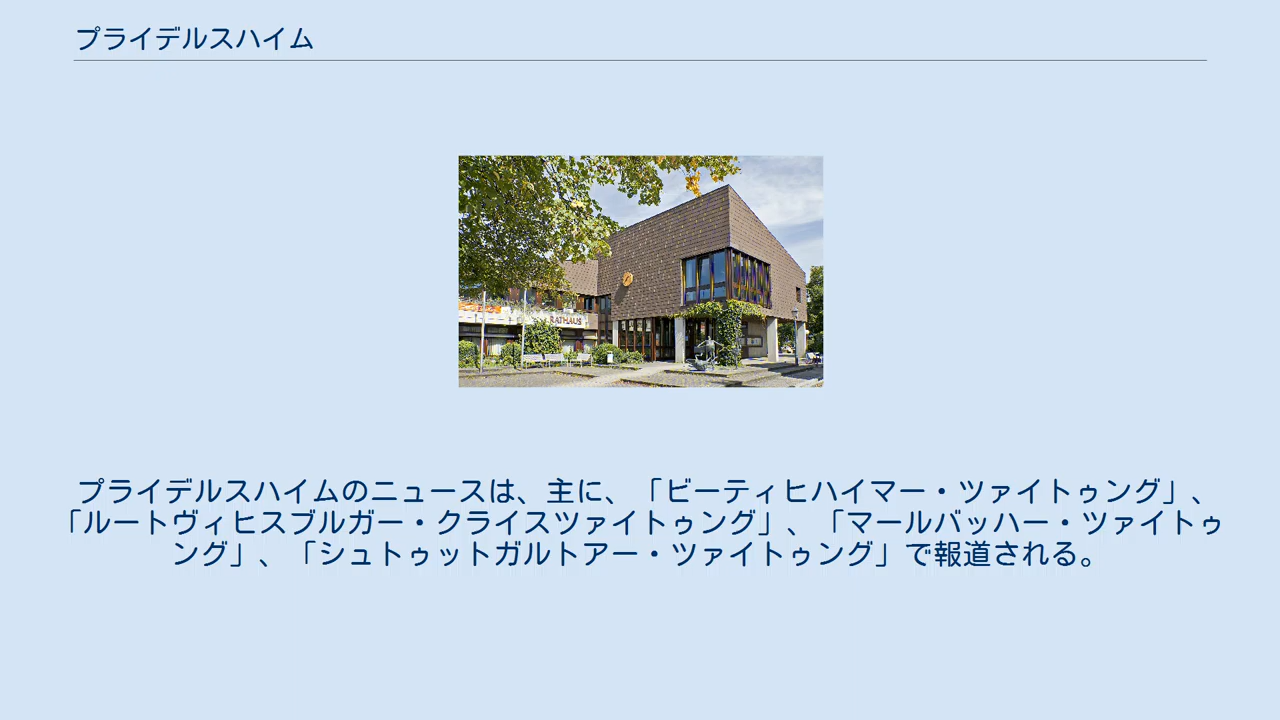 プライデルスハイム
RATHAUS
プライデルスハイムのニュースは、主に、「ビーティヒハイマー・ツァイトゥング」、
「ルートヴィヒスブルガー・クライスツァイトゥング」、「マールバッハー・ツァイトゥ
ング」、「シュトゥットガルトアー・ツァイトゥング」で報道される。